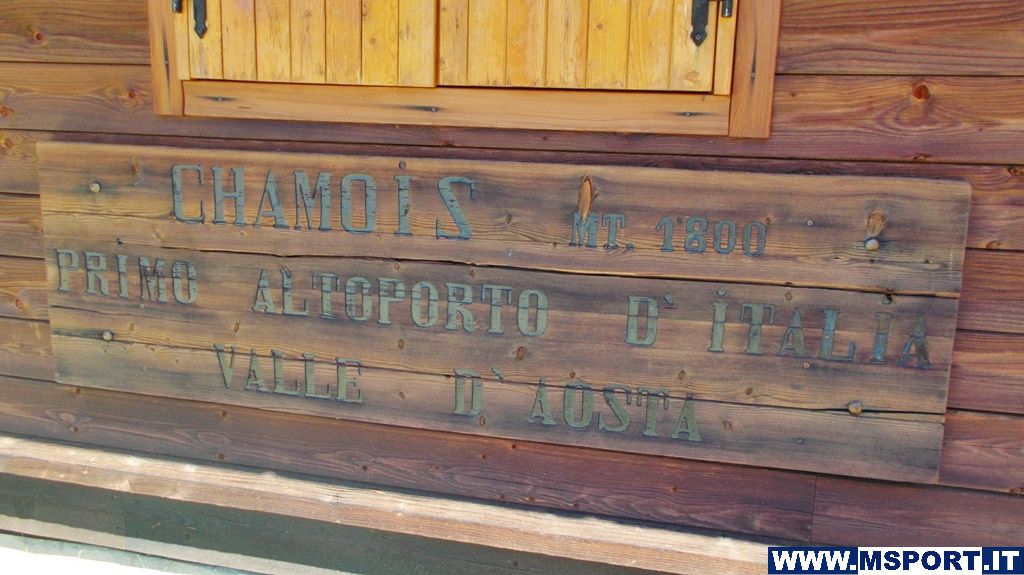 CHAMOIS MT. 1800
PRIMO ALTOPORTO D` ITALIA
VALLE D`AOSTA
WWW.MSPORT.IT